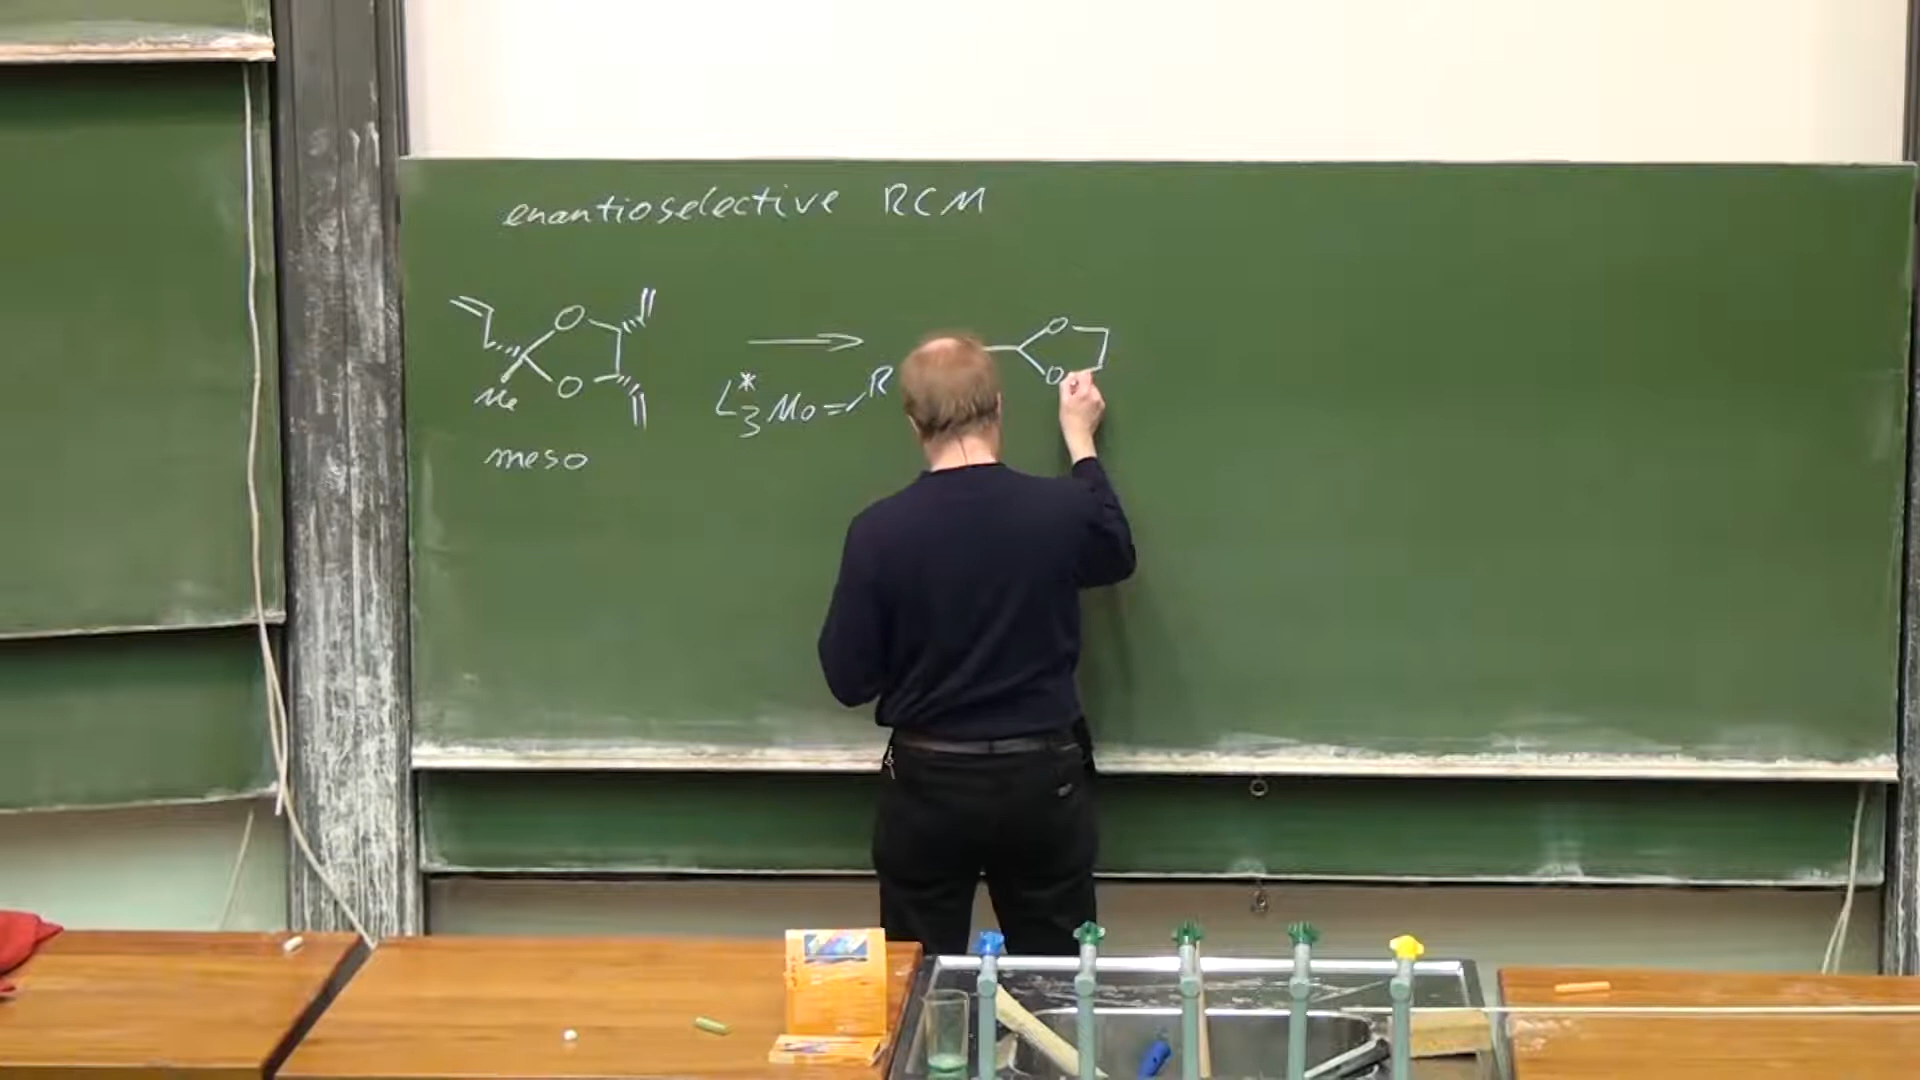 enantioselective RCM
O
O
Me
meso
L*3Mo=R
O
O